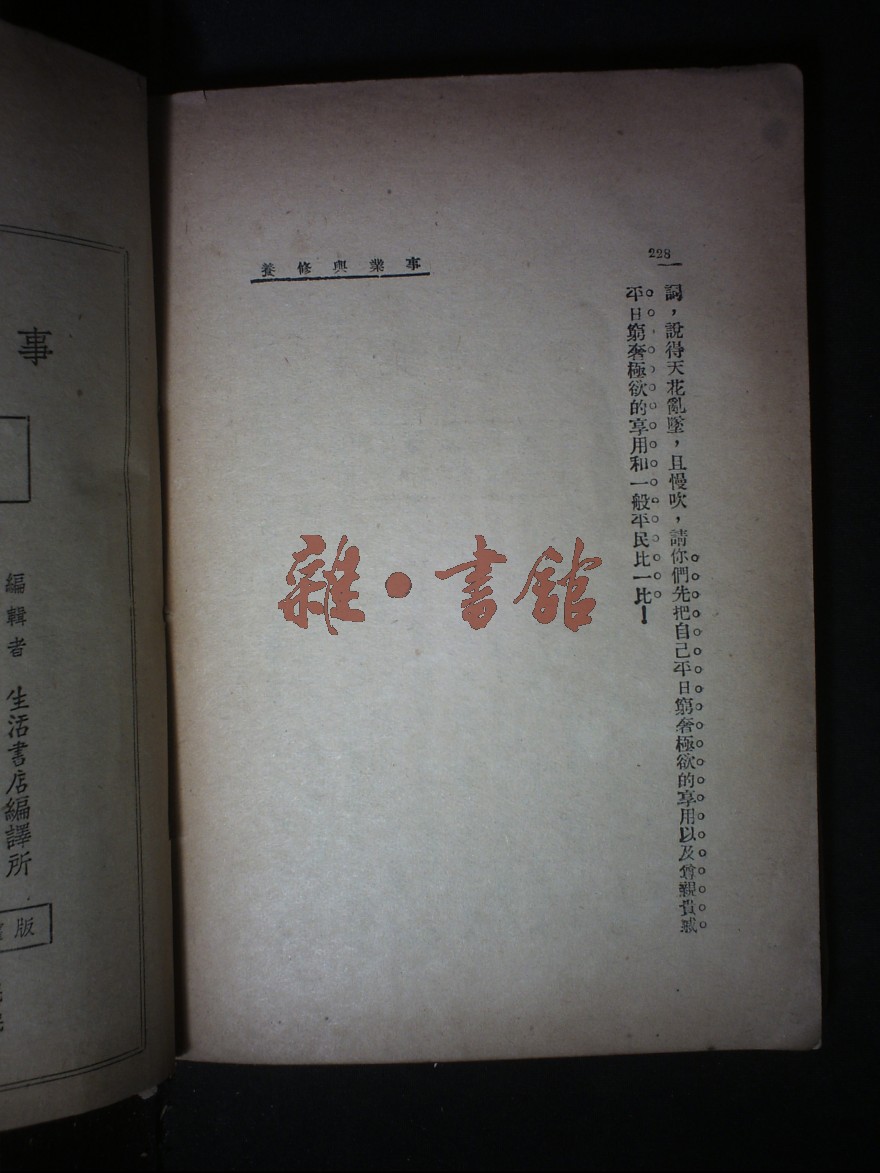 228
事業與修養
詞，說得天花亂墜，且慢吹，請你們先把自己平日窮奢極欲的享用以及尊親貴戚
平日窮奢極欲的享用和一般平民比一比！
雜·書館
事
編輯者 生活書店編譯所
版